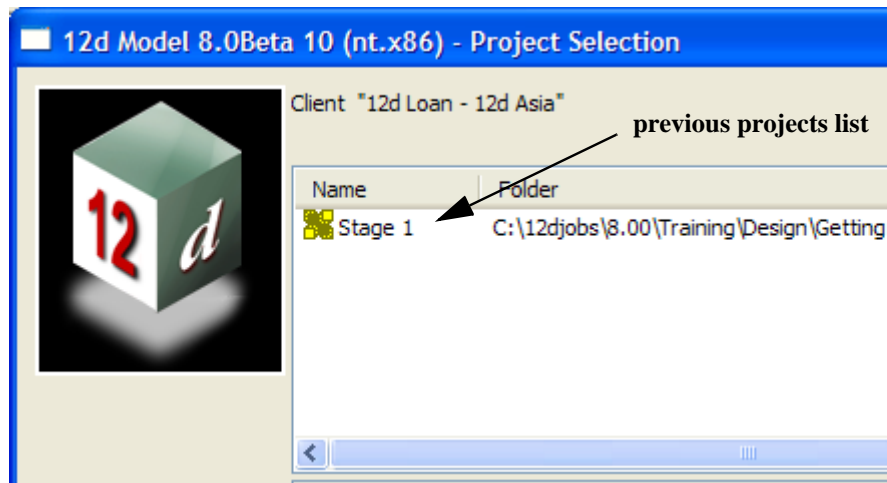 12d Model 8.0Beta 10 (nt.x86) - Project Selection
Client "12d Loan - 12d Asia"
previous projects list
Name Folder
Stage 1 C:\12djobs\8.00\Training\Design\Getting
12 d